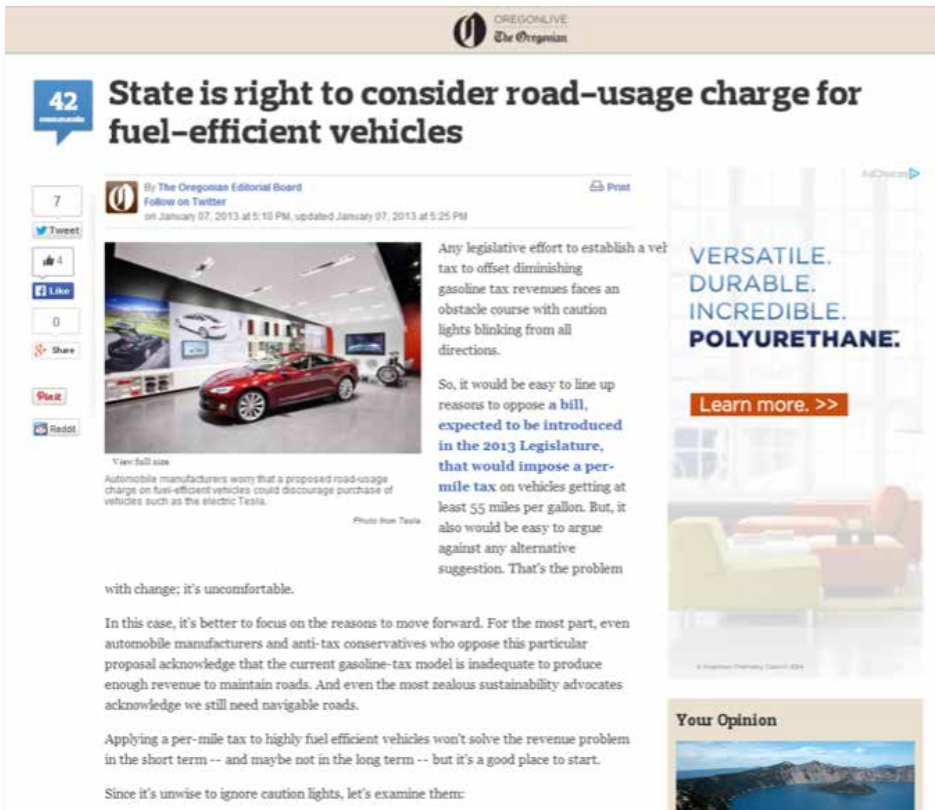 OREGONLIVE
The Oregonian
42
comments
State is right to consider road-usage charge for
fuel-efficient vehicles
By The Oregonian Editorial Board
Follow on Twitter
on January 07, 2013 at 5:10 PM, updated January 07, 2013 at 5:25 PM
Print
7
Tweet
4
Like
0
Share
Pin it
Reddit
View full size
Automobile manufacturers worry that a proposed road-usage
charge on fuel-efficient vehicles could discourage purchase of
vehicles such as the electric Tesla.
Photo from Tesla
Any legislative effort to establish a veh
tax to offset diminishing
gasoline tax revenues faces an
obstacle course with caution
lights blinking from all
directions.
So, it would be easy to line up
reasons to oppose a bill,
expected to be introduced
in the 2013 Legislature,
that would impose a per-
mile tax on vehicles getting at
least 55 miles per gallon. But, it
also would be easy to argue
against any alternative
suggestion. That's the problem
with change; it's uncomfortable.
In this case, it's better to focus on the reasons to move forward. For the most part, even
automobile manufacturers and anti-tax conservatives who oppose this particular
proposal acknowledge that the current gasoline-tax model is inadequate to produce
enough revenue to maintain roads. And even the most zealous sustainability advocates
acknowledge we still need navigable roads.
Applying a per-mile tax to highly fuel efficient vehicles won't solve the revenue problem
in the short term -- and maybe not in the long term -- but it's a good place to start.
Since it's unwise to ignore caution lights, let's examine them:
AdChoices
VERSATILE.
DURABLE.
INCREDIBLE.
POLYURETHANE.
Learn more. >>
© American Chemistry Council 2014
Your Opinion